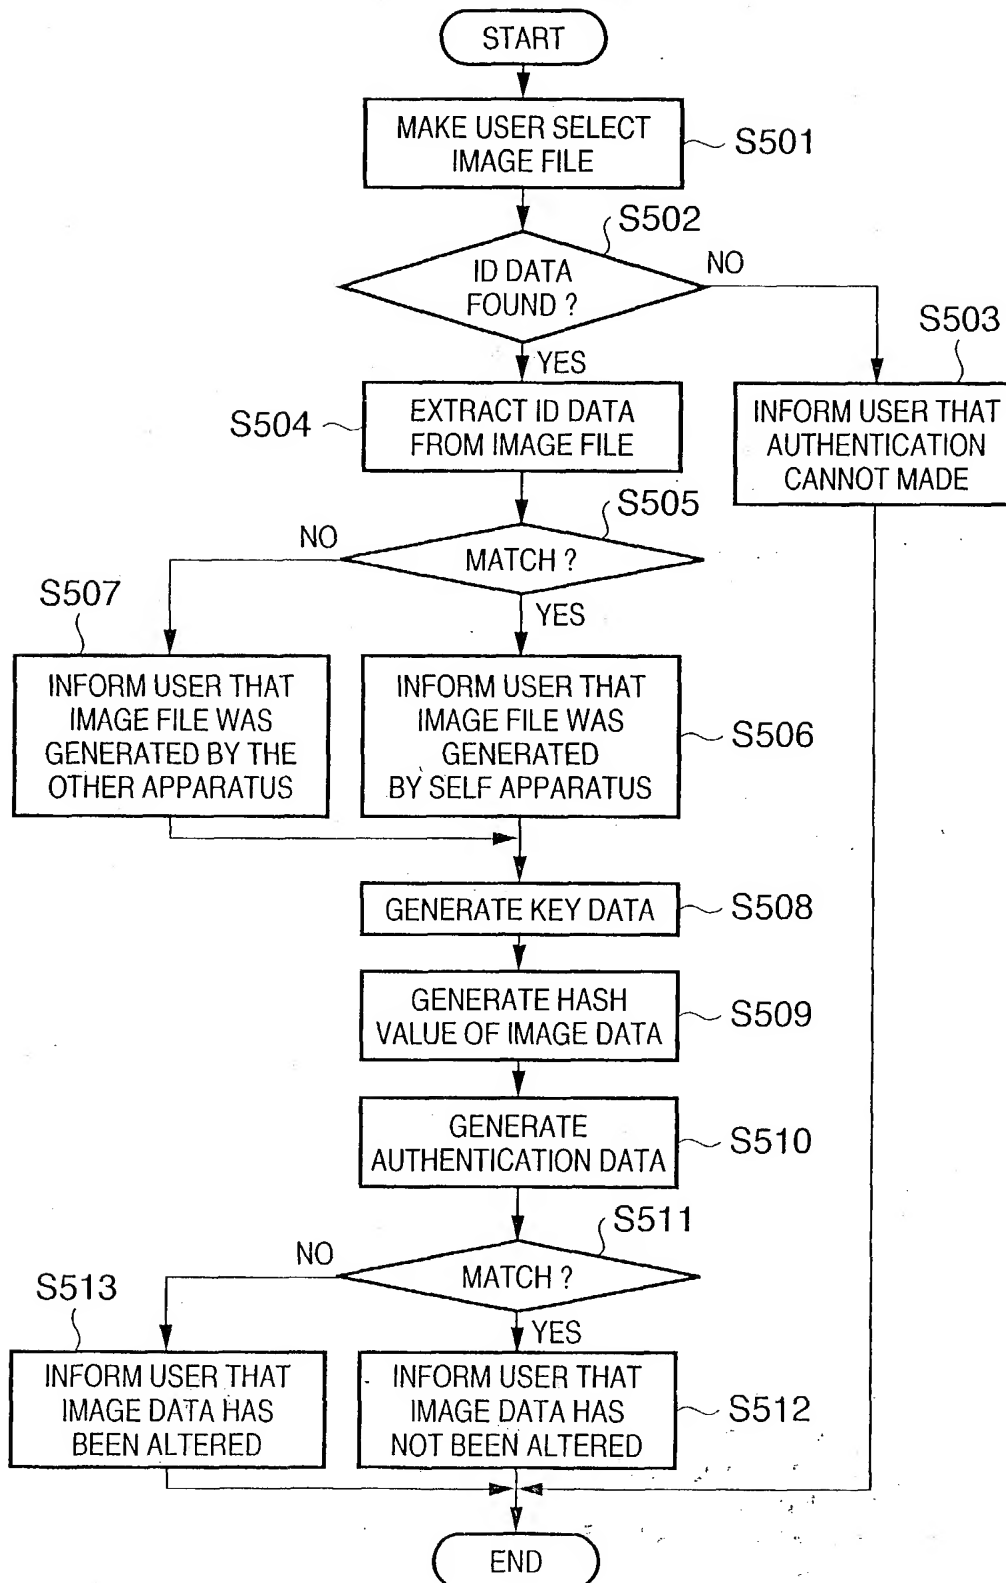 START
MAKE USER SELECT
IMAGE FILE
S501
S502
ID DATA
FOUND ?
NO
YES
S503
INFORM USER THAT
AUTHENTICATION
CANNOT MADE
S504
EXTRACT ID DATA
FROM IMAGE FILE
S505
MATCH ?
NO
YES
S507
INFORM USER THAT
IMAGE FILE WAS
GENERATED BY THE
OTHER APPARATUS
INFORM USER THAT
IMAGE FILE WAS
GENERATED
BY SELF APPARATUS
S506
GENERATE KEY DATA
S508
GENERATE HASH
VALUE OF IMAGE DATA
S509
GENERATE
AUTHENTICATION DATA
S510
S511
MATCH ?
NO
YES
S513
INFORM USER THAT
IMAGE DATA HAS
BEEN ALTERED
INFORM USER THAT
IMAGE DATA HAS
NOT BEEN ALTERED
S512
END